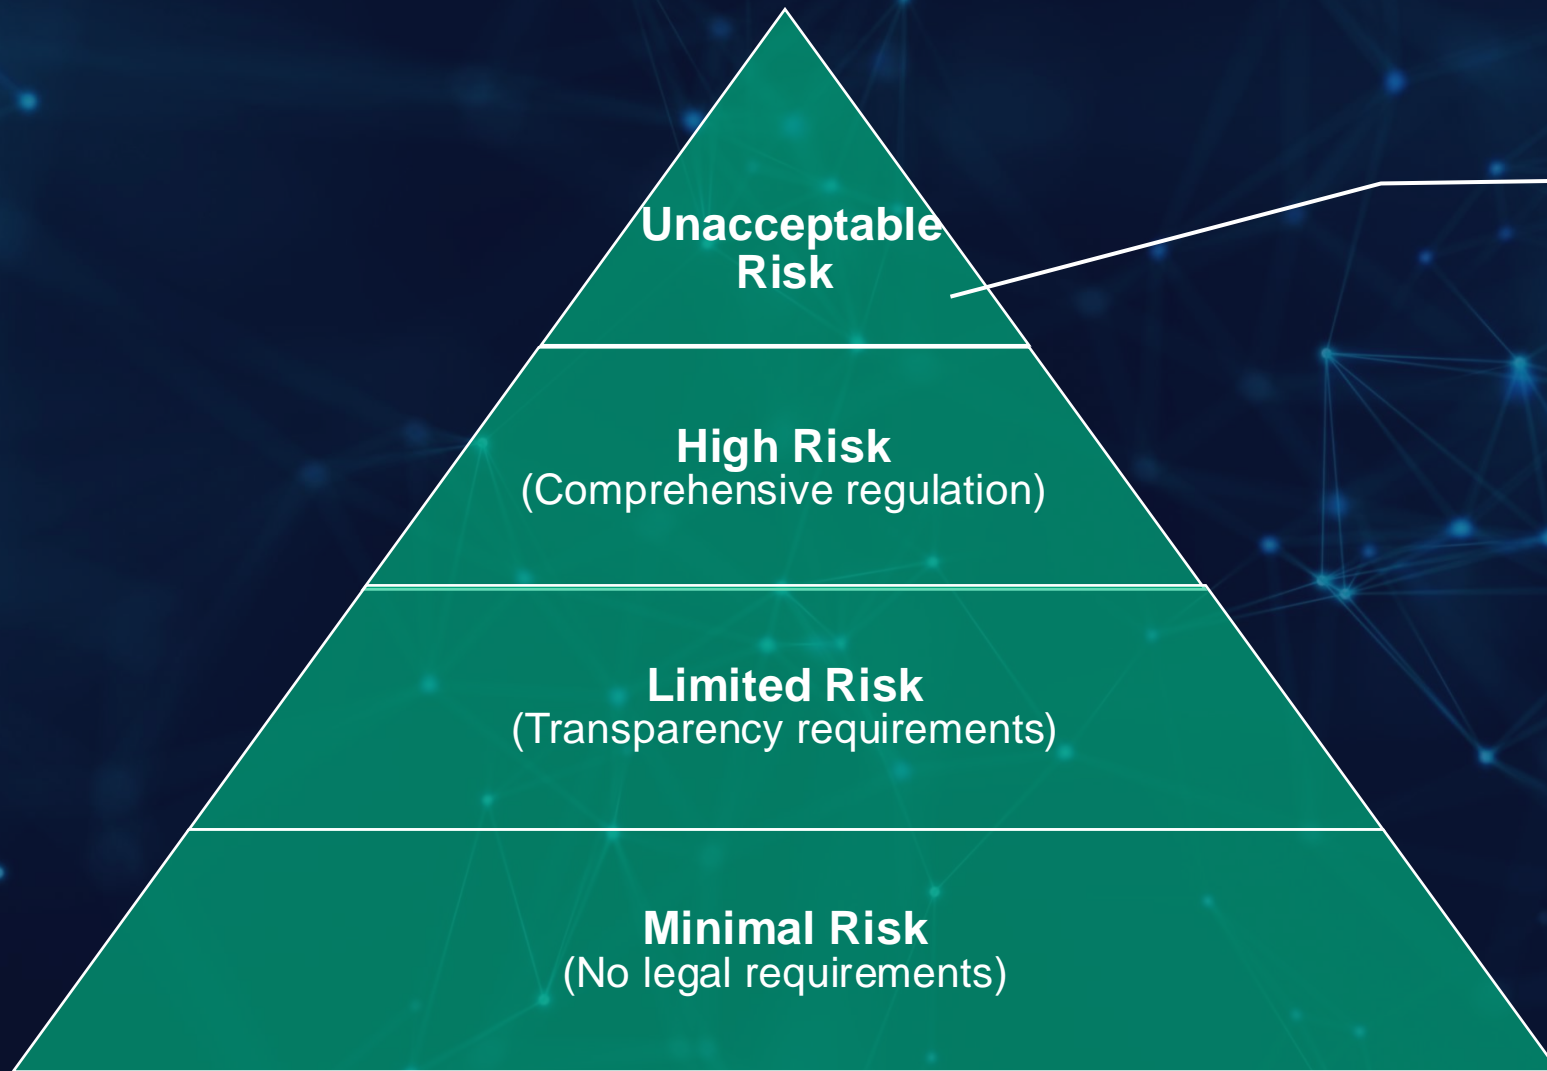 Unacceptable
Risk
High Risk
(Comprehensive regulation)
Limited Risk
(Transparency requirements)
Minimal Risk
(No legal requirements)